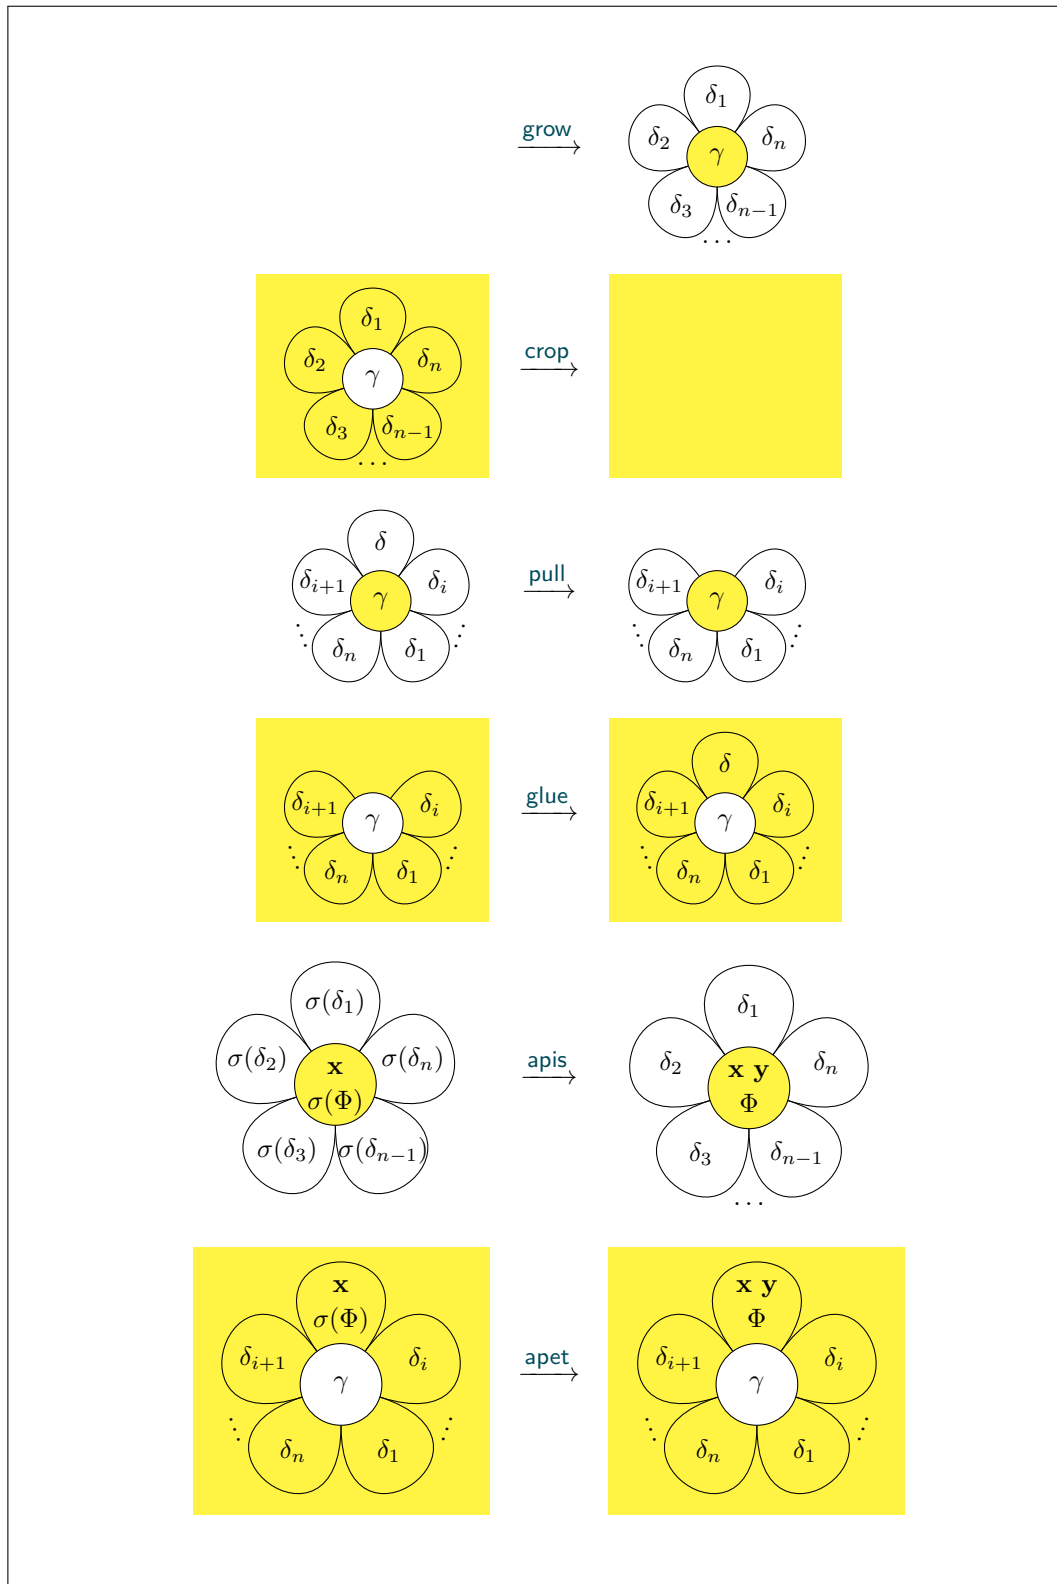 δ₁
grow
δ₂ δₙ
γ
δ₃ δₙ₋₁
· · ·
δ₁
crop
δ₂ δₙ
γ
δ₃ δₙ₋₁
· · ·
δ
pull
δᵢ₊₁ δᵢ δᵢ₊₁ δᵢ
γ γ
⋱ ⋰ ⋱ ⋰
δₙ δ₁ δₙ δ₁
δ
glue
δᵢ₊₁ δᵢ δᵢ₊₁ δᵢ
γ γ
⋱ ⋰ ⋱ ⋰
δₙ δ₁ δₙ δ₁
σ(δ₁) δ₁
apis
σ(δ₂) σ(δₙ) δ₂ δₙ
x x y
σ(Φ) Φ
σ(δ₃) σ(δₙ₋₁) δ₃ δₙ₋₁
· · ·
x x y
σ(Φ) Φ
apet
δᵢ₊₁ δᵢ δᵢ₊₁ δᵢ
γ γ
⋱ ⋰ ⋱ ⋰
δₙ δ₁ δₙ δ₁